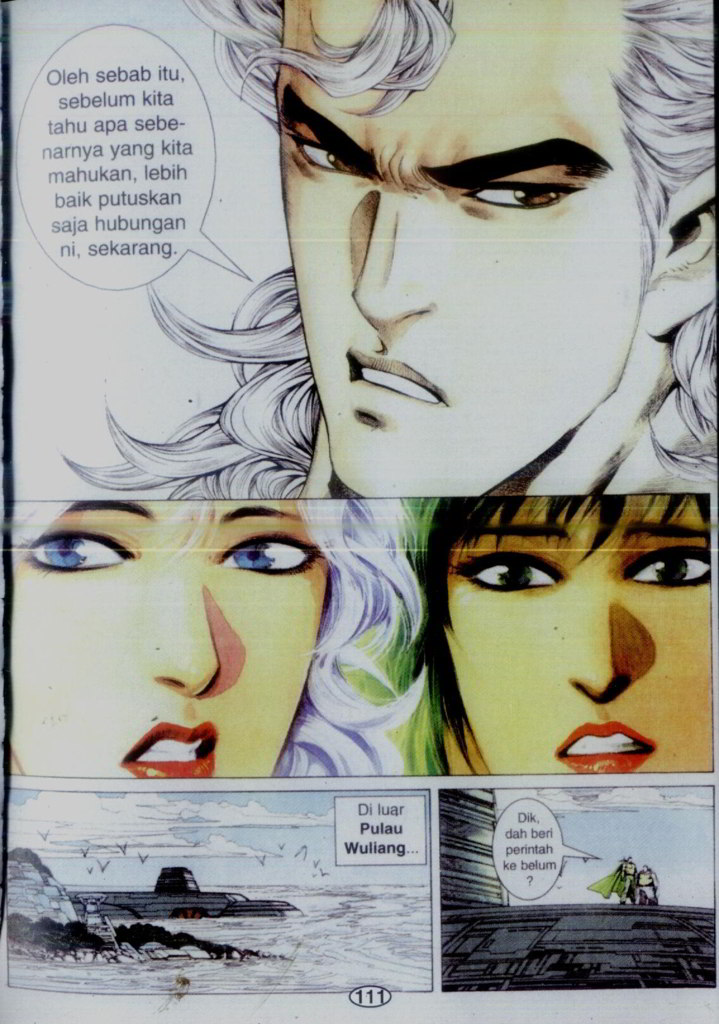 Oleh sebab itu,
sebelum kita
tahu apa sebe-
narnya yang kita
mahukan, lebih
baik putuskan
saja hubungan
ni, sekarang.
Di luar
Pulau
Wuliang...
Dik,
dah beri
perintah
ke belum
?
111